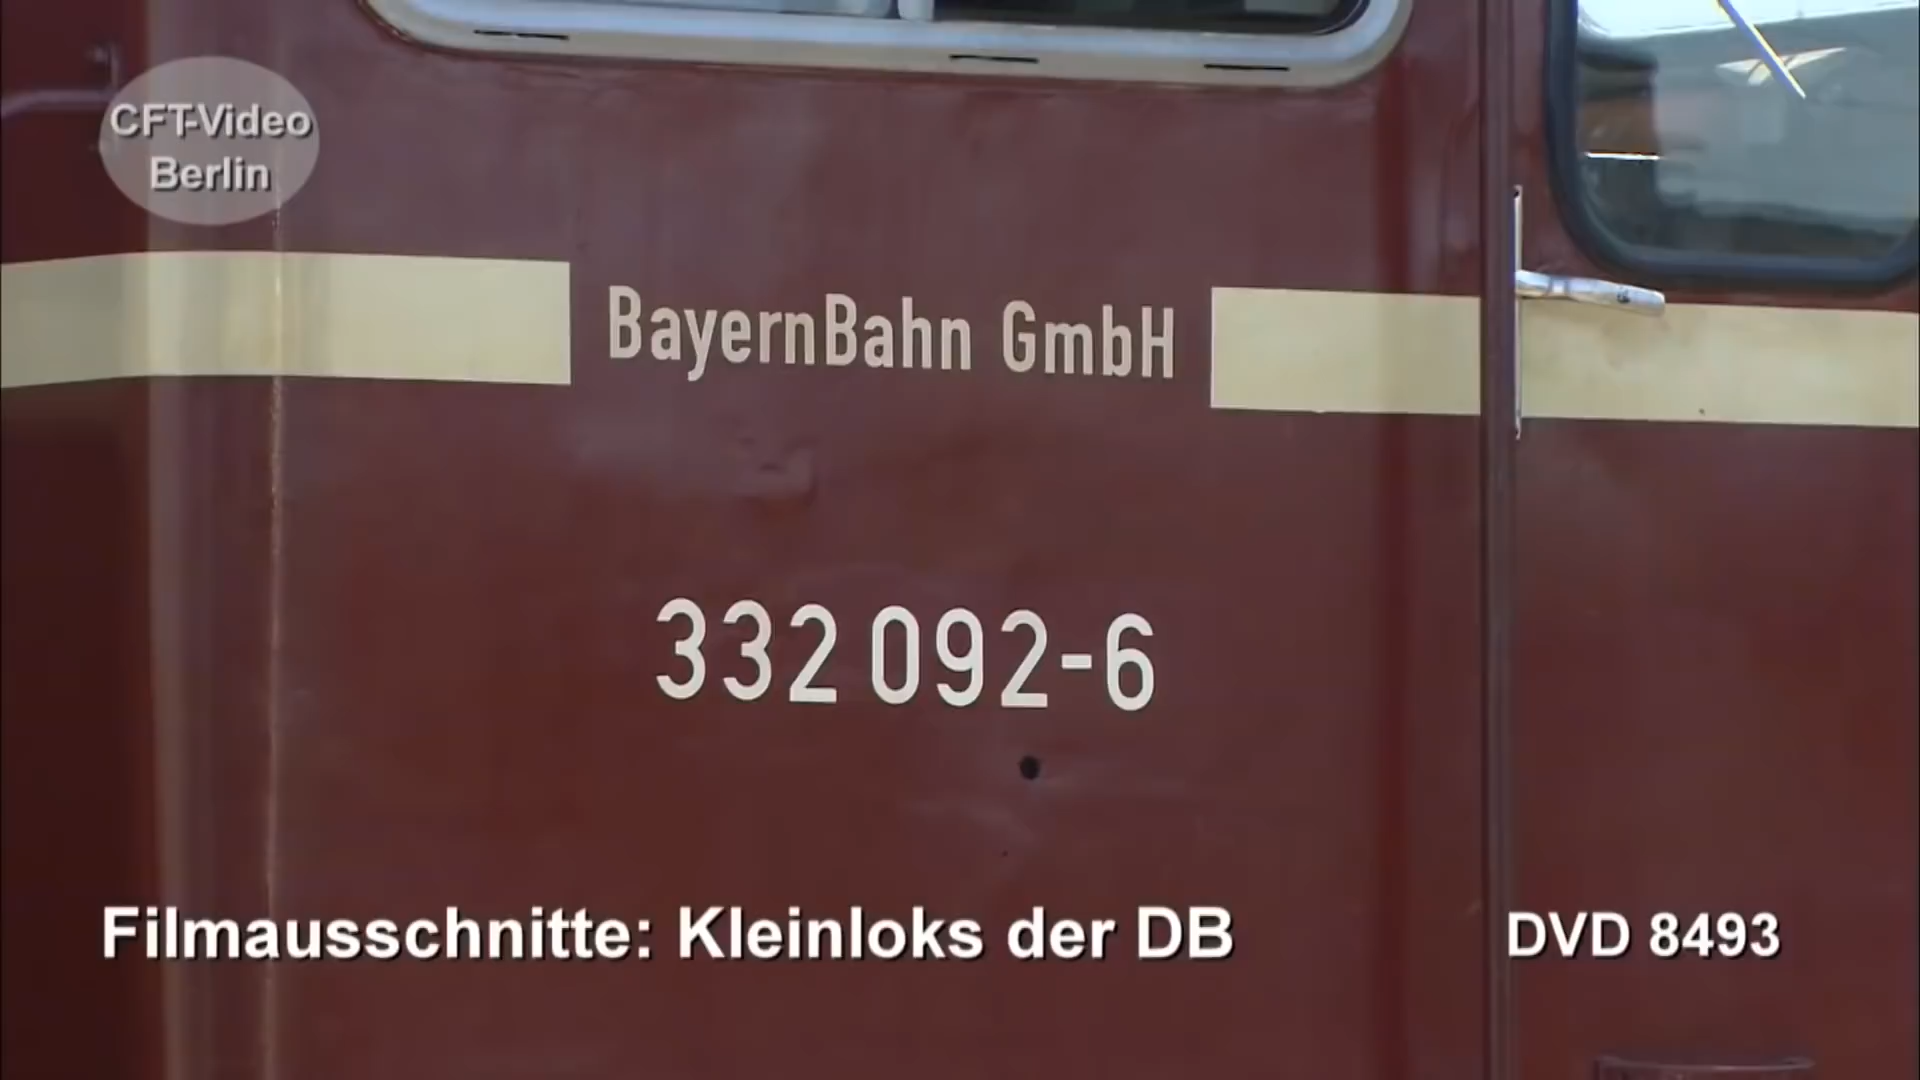 CFT-Video
Berlin
BayernBahn GmbH
332 092-6
Filmausschnitte: Kleinloks der DB
DVD 8493